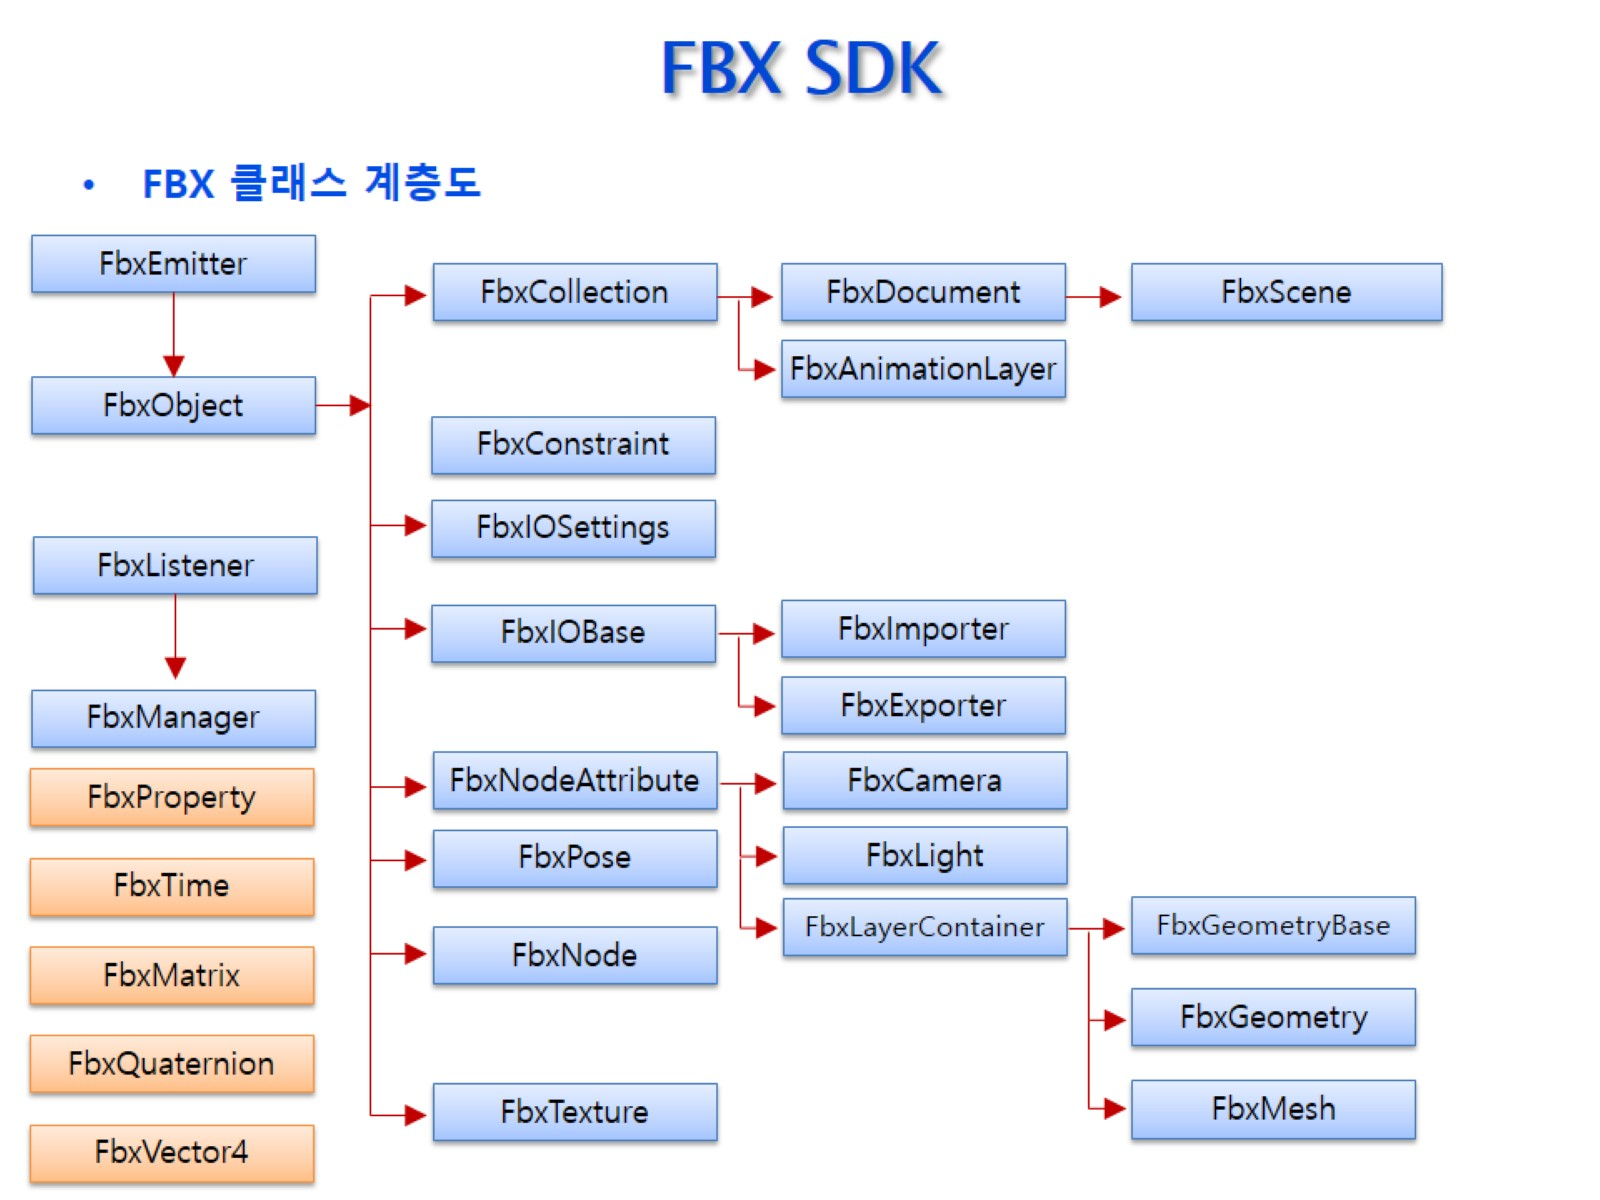 FBX SDK
• FBX 클래스 계층도
FbxEmitter
FbxObject
FbxListener
FbxManager
FbxProperty
FbxTime
FbxMatrix
FbxQuaternion
FbxVector4
FbxCollection
FbxConstraint
FbxIOSettings
FbxIOBase
FbxNodeAttribute
FbxPose
FbxNode
FbxTexture
FbxDocument
FbxAnimationLayer
FbxImporter
FbxExporter
FbxCamera
FbxLight
FbxLayerContainer
FbxScene
FbxGeometryBase
FbxGeometry
FbxMesh